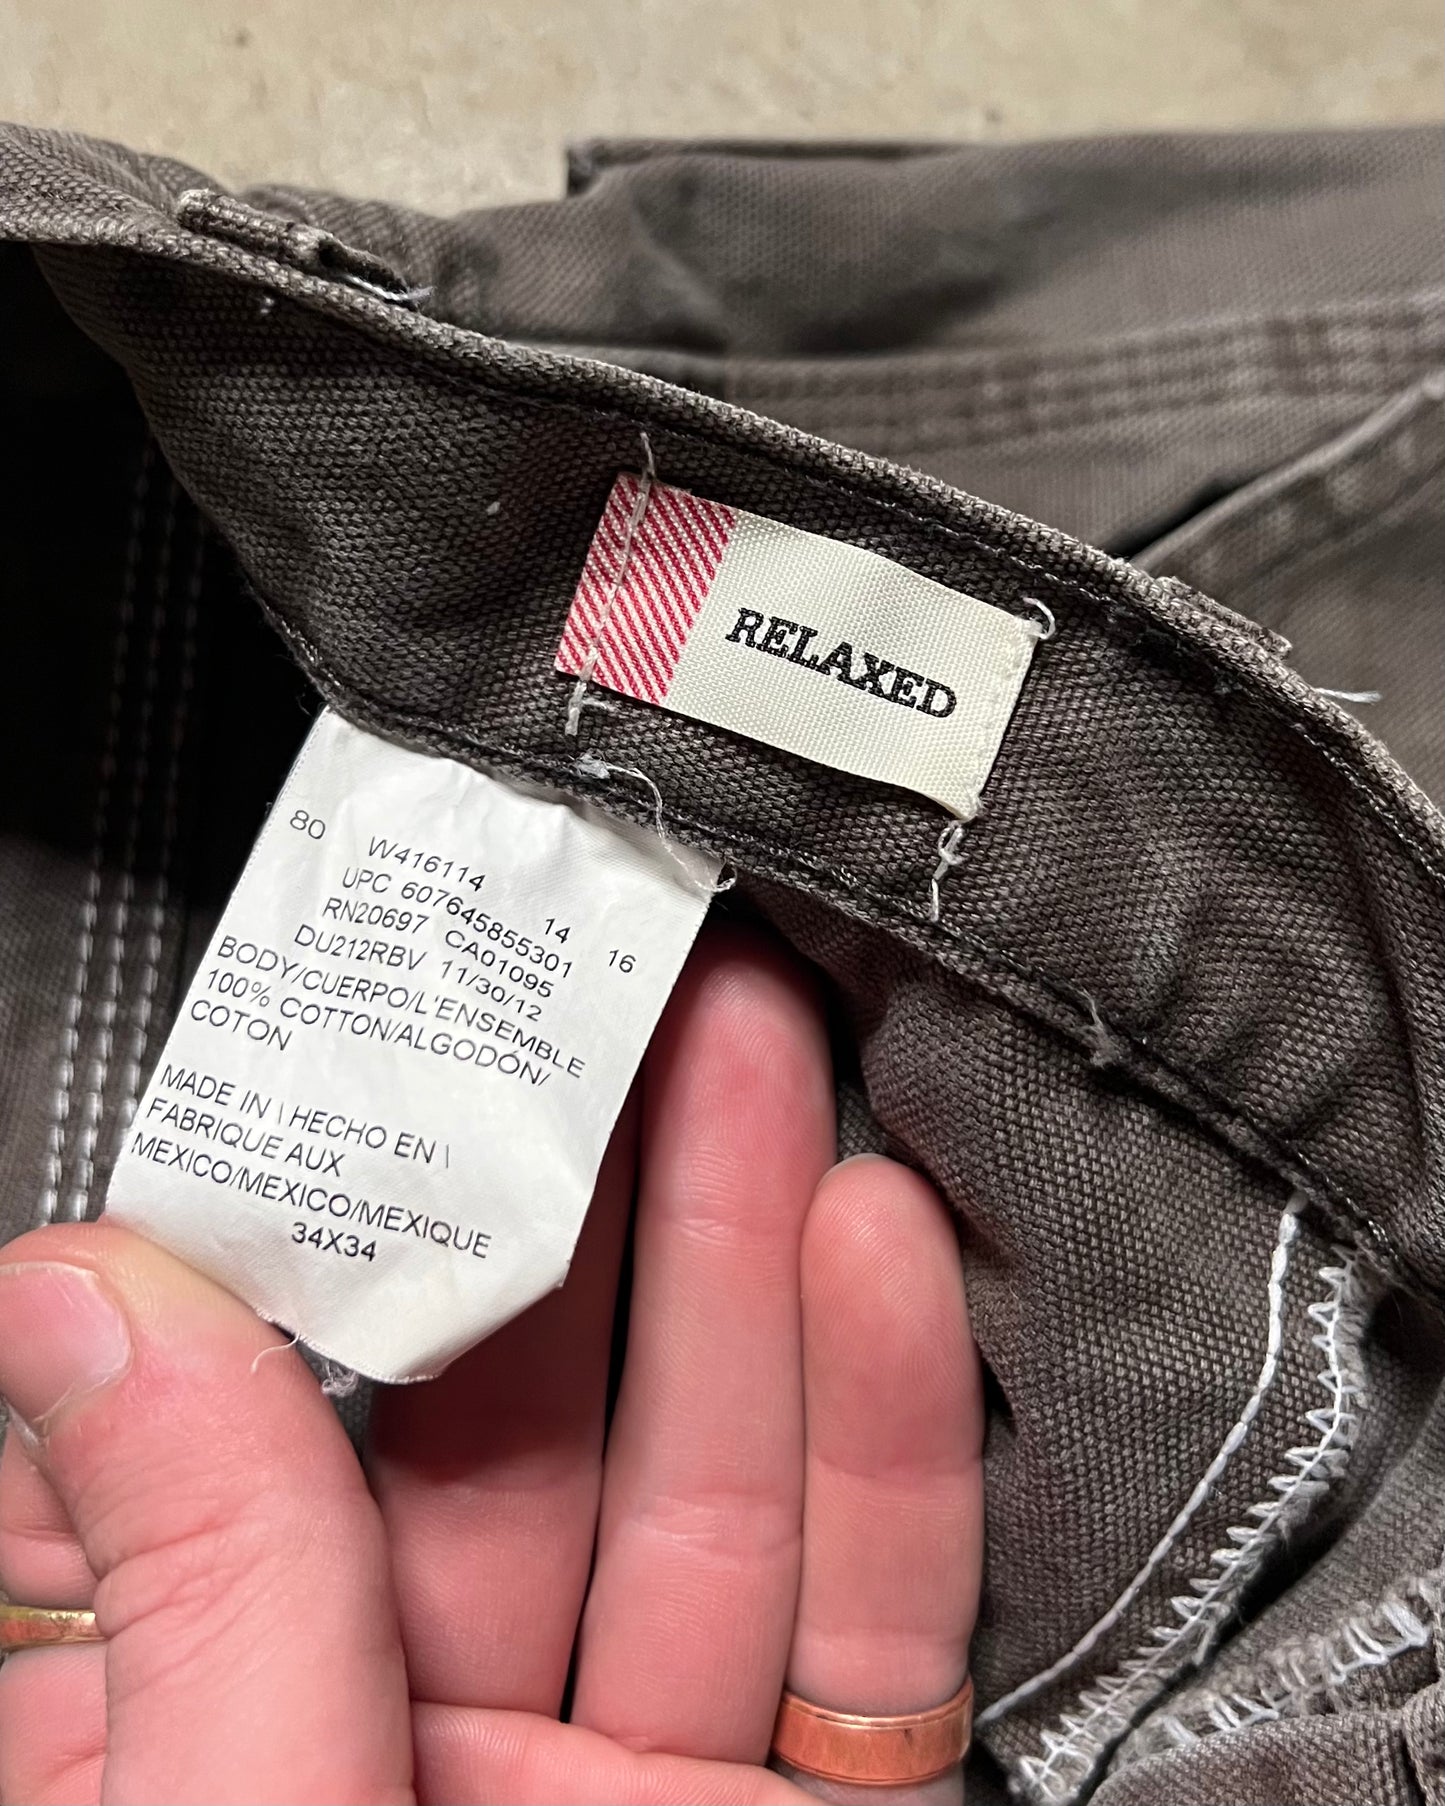 RELAXED
80 W416114 14 16
UPC 607645855301
RN20697 CA01095
DU212RBV 11/30/12
BODY/CUERPO/L'ENSEMBLE
100% COTTON/ALGODÓN/
COTON
MADE IN \ HECHO EN \
FABRIQUE AUX
MEXICO/MEXICO/MEXIQUE
34X34